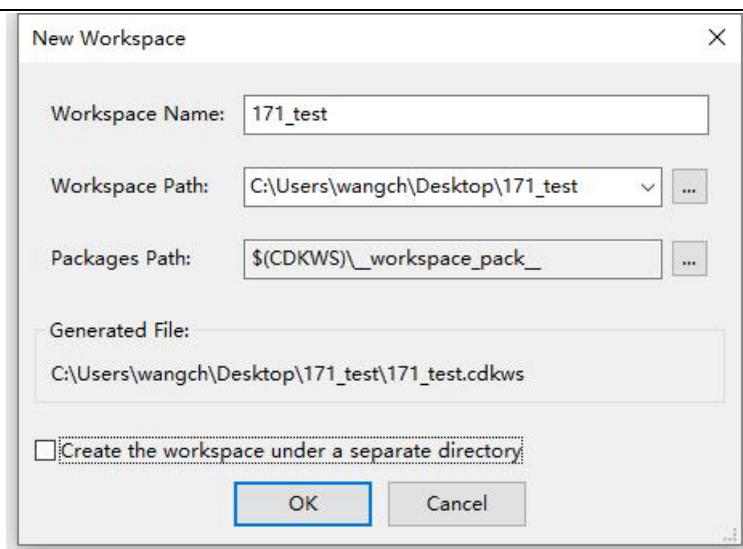 New Workspace
Workspace Name: 171_test
Workspace Path: C:\Users\wangch\Desktop\171_test ...
Packages Path: $(CDKWS)\__workspace_pack__ ...
Generated File:
C:\Users\wangch\Desktop\171_test\171_test.cdkws
Create the workspace under a separate directory
OK Cancel